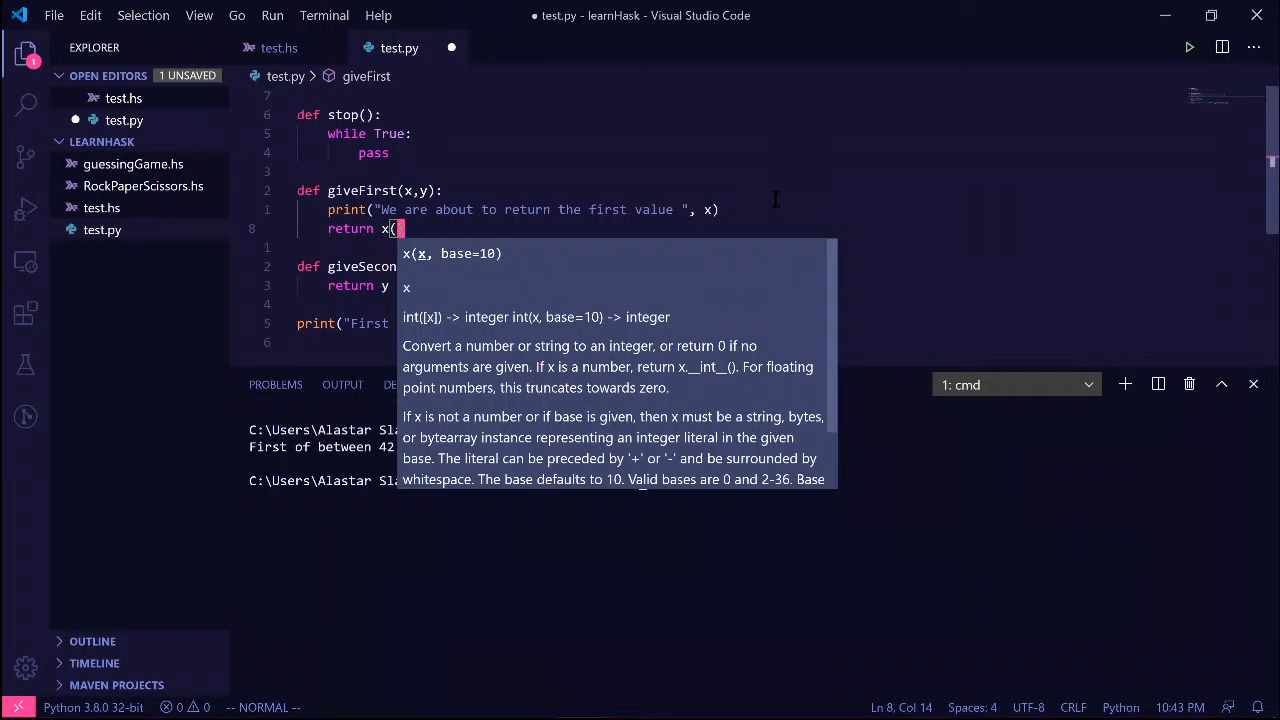 File Edit Selection View Go Run Terminal Help
● test.py - learnHask - Visual Studio Code
EXPLORER
test.hs
test.py
1
OPEN EDITORS 1 UNSAVED
test.py > giveFirst
test.hs
test.py
LEARNHASK
guessingGame.hs
RockPaperScissors.hs
test.hs
test.py
OUTLINE
TIMELINE
MAVEN PROJECTS
7
6 def stop():
5 while True:
4 pass
3
2 def giveFirst(x,y):
1 print("We are about to return the first value ", x)
8 return x()
1
2 def giveSecon
3 return y
4
5 print("First
6
x(x, base=10)
x
int([x]) -> integer int(x, base=10) -> integer
Convert a number or string to an integer, or return 0 if no
arguments are given. If x is a number, return x.__int__(). For floating
point numbers, this truncates towards zero.
If x is not a number or if base is given, then x must be a string, bytes,
or bytearray instance representing an integer literal in the given
base. The literal can be preceded by '+' or '-' and be surrounded by
whitespace. The base defaults to 10. Valid bases are 0 and 2-36. Base
PROBLEMS OUTPUT DE
1: cmd
C:\Users\Alastar Sla
First of between 42
C:\Users\Alastar Sla
Python 3.8.0 32-bit 0 0 -- NORMAL -- Ln 8, Col 14 Spaces: 4 UTF-8 CRLF Python 10:43 PM